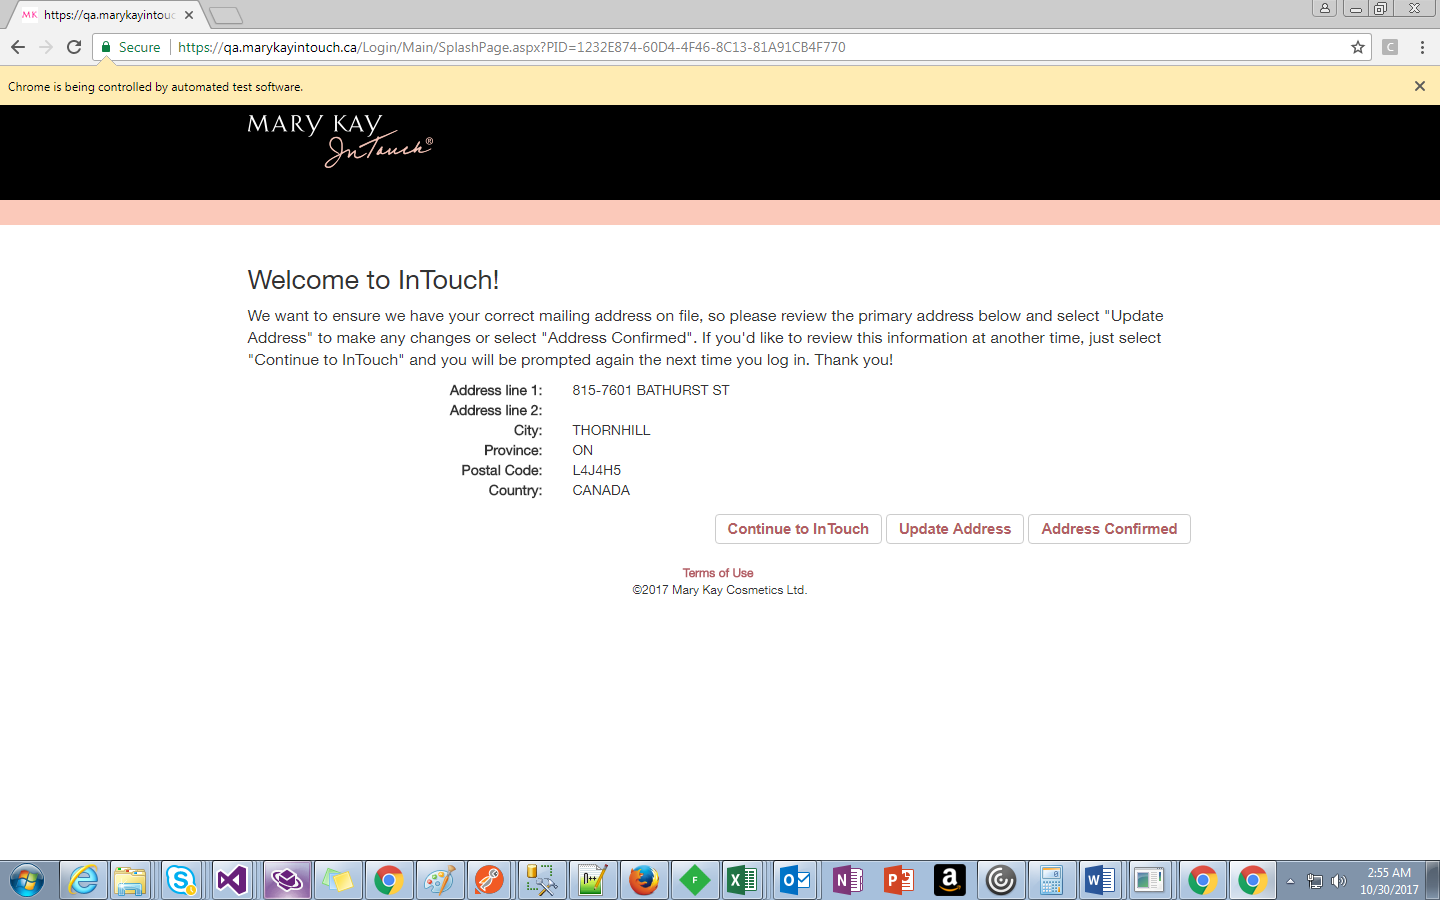 MK https://qa.marykayintouc
Secure https://qa.marykayintouch.ca/Login/Main/SplashPage.aspx?PID=1232E874-60D4-4F46-8C13-81A91CB4F770
C
Chrome is being controlled by automated test software.
MARY KAY
InTouch®
Welcome to InTouch!
We want to ensure we have your correct mailing address on file, so please review the primary address below and select "Update
Address" to make any changes or select "Address Confirmed". If you'd like to review this information at another time, just select
"Continue to InTouch" and you will be prompted again the next time you log in. Thank you!
Address line 1: 815-7601 BATHURST ST
Address line 2:
City: THORNHILL
Province: ON
Postal Code: L4J4H5
Country: CANADA
Continue to InTouch Update Address Address Confirmed
Terms of Use
©2017 Mary Kay Cosmetics Ltd.
2:55 AM
10/30/2017